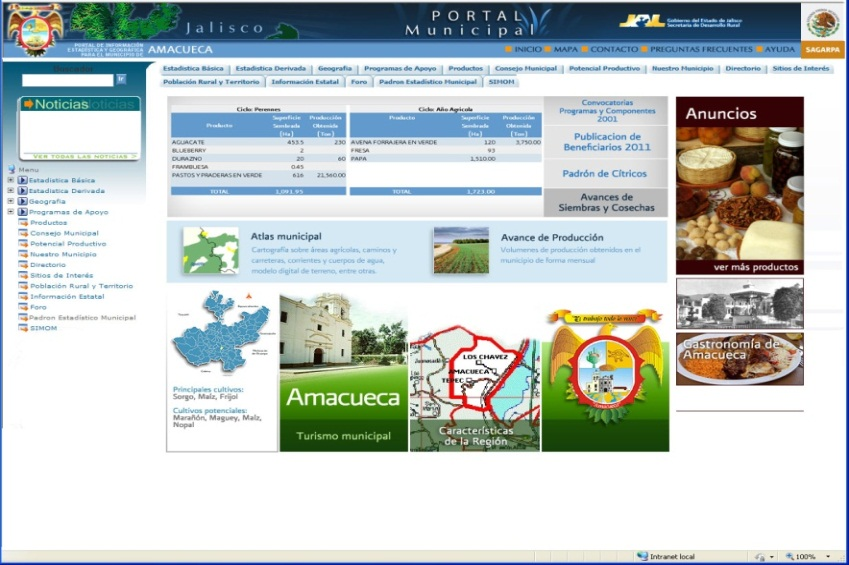 PORTAL
Municipal
Jalisco
Gobierno del Estado de Jalisco
Secretaría de Desarrollo Rural
PORTAL DE INFORMACIÓN
ESTADÍSTICA Y GEOGRÁFICA
PARA EL MUNICIPIO DE
AMACUECA
INICIO MAPA CONTACTO PREGUNTAS FRECUENTES AYUDA
SAGARPA
Buscador
Ir
Estadística Básica | Estadística Derivada | Geografía | Programas de Apoyo | Productos | Consejo Municipal | Potencial Productivo | Nuestro Municipio | Directorio | Sitios de Interés
Población Rural y Territorio | Información Estatal | Foro | Padron Estadístico Municipal | SIMOM
Noticias
VER TODAS LAS NOTICIAS
Menu
Estadística Básica
Estadística Derivada
Geografía
Programas de Apoyo
Productos
Consejo Municipal
Potencial Productivo
Nuestro Municipio
Directorio
Sitios de Interés
Población Rural y Territorio
Información Estatal
Foro
Padron Estadístico Municipal
SIMOM
Ciclo: Perennes
Producto Superficie Sembrada (Ha) Producción Obtenida (Ton)
AGUACATE 453.5 230
BLUEBERRY 2
DURAZNO 20 60
FRAMBUESA 0.45
PASTOS Y PRADERAS EN VERDE 616 21,560.00
TOTAL 1,091.95
Ciclo: Año Agrícola
Producto Superficie Sembrada (Ha) Producción Obtenida (Ton)
AVENA FORRAJERA EN VERDE 120 3,750.00
FRESA 93
PAPA 1,510.00
TOTAL 1,723.00
Convocatorias
Programas y Componentes
2001
Publicacion de
Beneficiarios 2011
Padrón de Cítricos
Avances de
Siembras y Cosechas
Anuncios
ver más productos
Atlas municipal
Cartografía sobre áreas agrícolas, caminos y
carreteras, corrientes y cuerpos de agua,
modelo digital de terreno, entre otras.
Avance de Producción
Volumenes de producción obtenidos en el
municipio de forma mensual
Principales cultivos:
Sorgo, Maíz, Frijol
Cultivos potenciales:
Marañón, Maguey, Maíz,
Nopal
Amacueca
Turismo municipal
LOS CHAVEZ
AMACUECA
TEPEC
Características
de la Región
Gastronomía de
Amacueca
Intranet local
100%